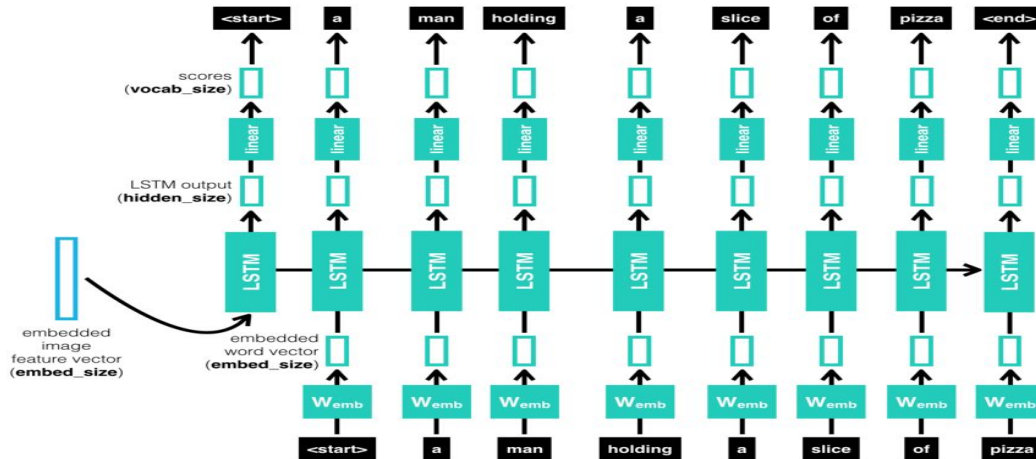 <start> a man holding a slice of pizza <end>
scores
(vocab_size)
linear linear linear linear linear linear linear linear linear
LSTM output
(hidden_size)
LSTM LSTM LSTM LSTM LSTM LSTM LSTM LSTM LSTM
embedded
image
feature vector
(embed_size)
embedded
word vector
(embed_size)
Wemb Wemb Wemb Wemb Wemb Wemb Wemb Wemb
<start> a man holding a slice of pizza